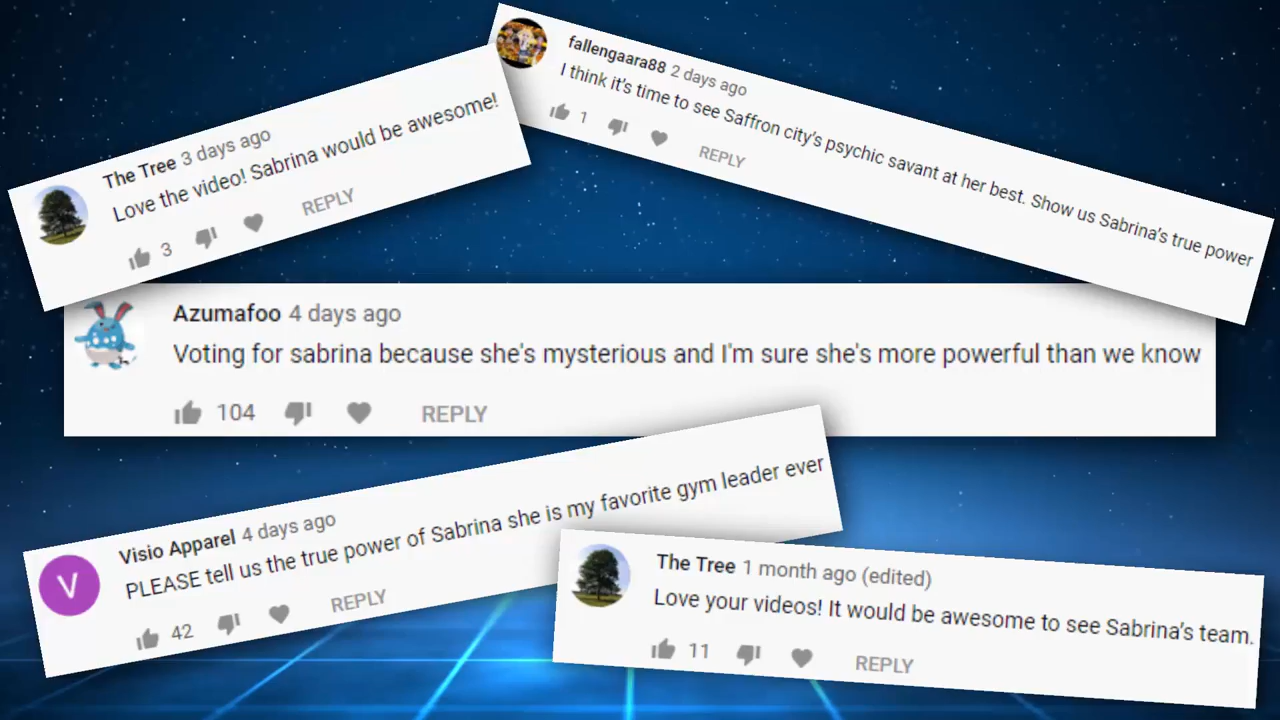 fallengaara88 2 days ago
I think it's time to see Saffron city's psychic savant at her best. Show us Sabrina's true power
1 REPLY
The Tree 3 days ago
Love the video! Sabrina would be awesome!
3 REPLY
Azumafoo 4 days ago
Voting for sabrina because she's mysterious and I'm sure she's more powerful than we know
104 REPLY
Visio Apparel 4 days ago
PLEASE tell us the true power of Sabrina she is my favorite gym leader ever
V
42 REPLY
The Tree 1 month ago (edited)
Love your videos! It would be awesome to see Sabrina's team.
11 REPLY